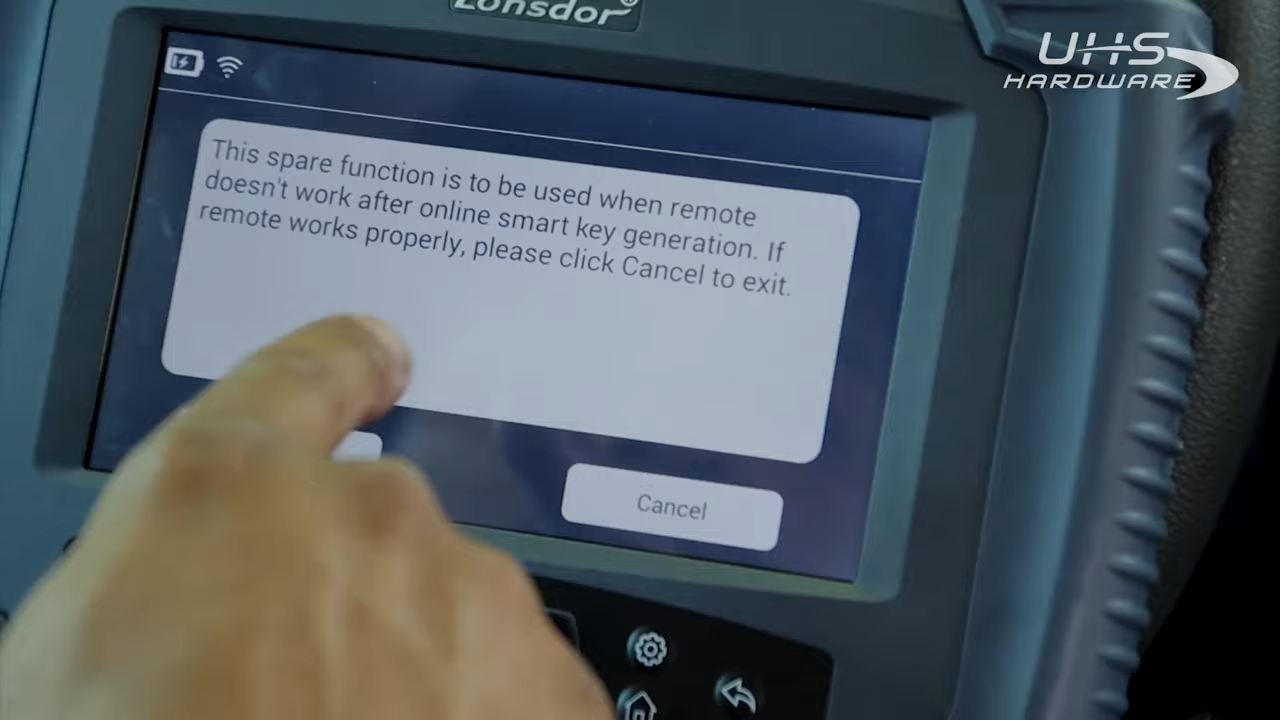 Lonsdor
UHS
HARDWARE
This spare function is to be used when remote
doesn't work after online smart key generation. If
remote works properly, please click Cancel to exit.
Cancel